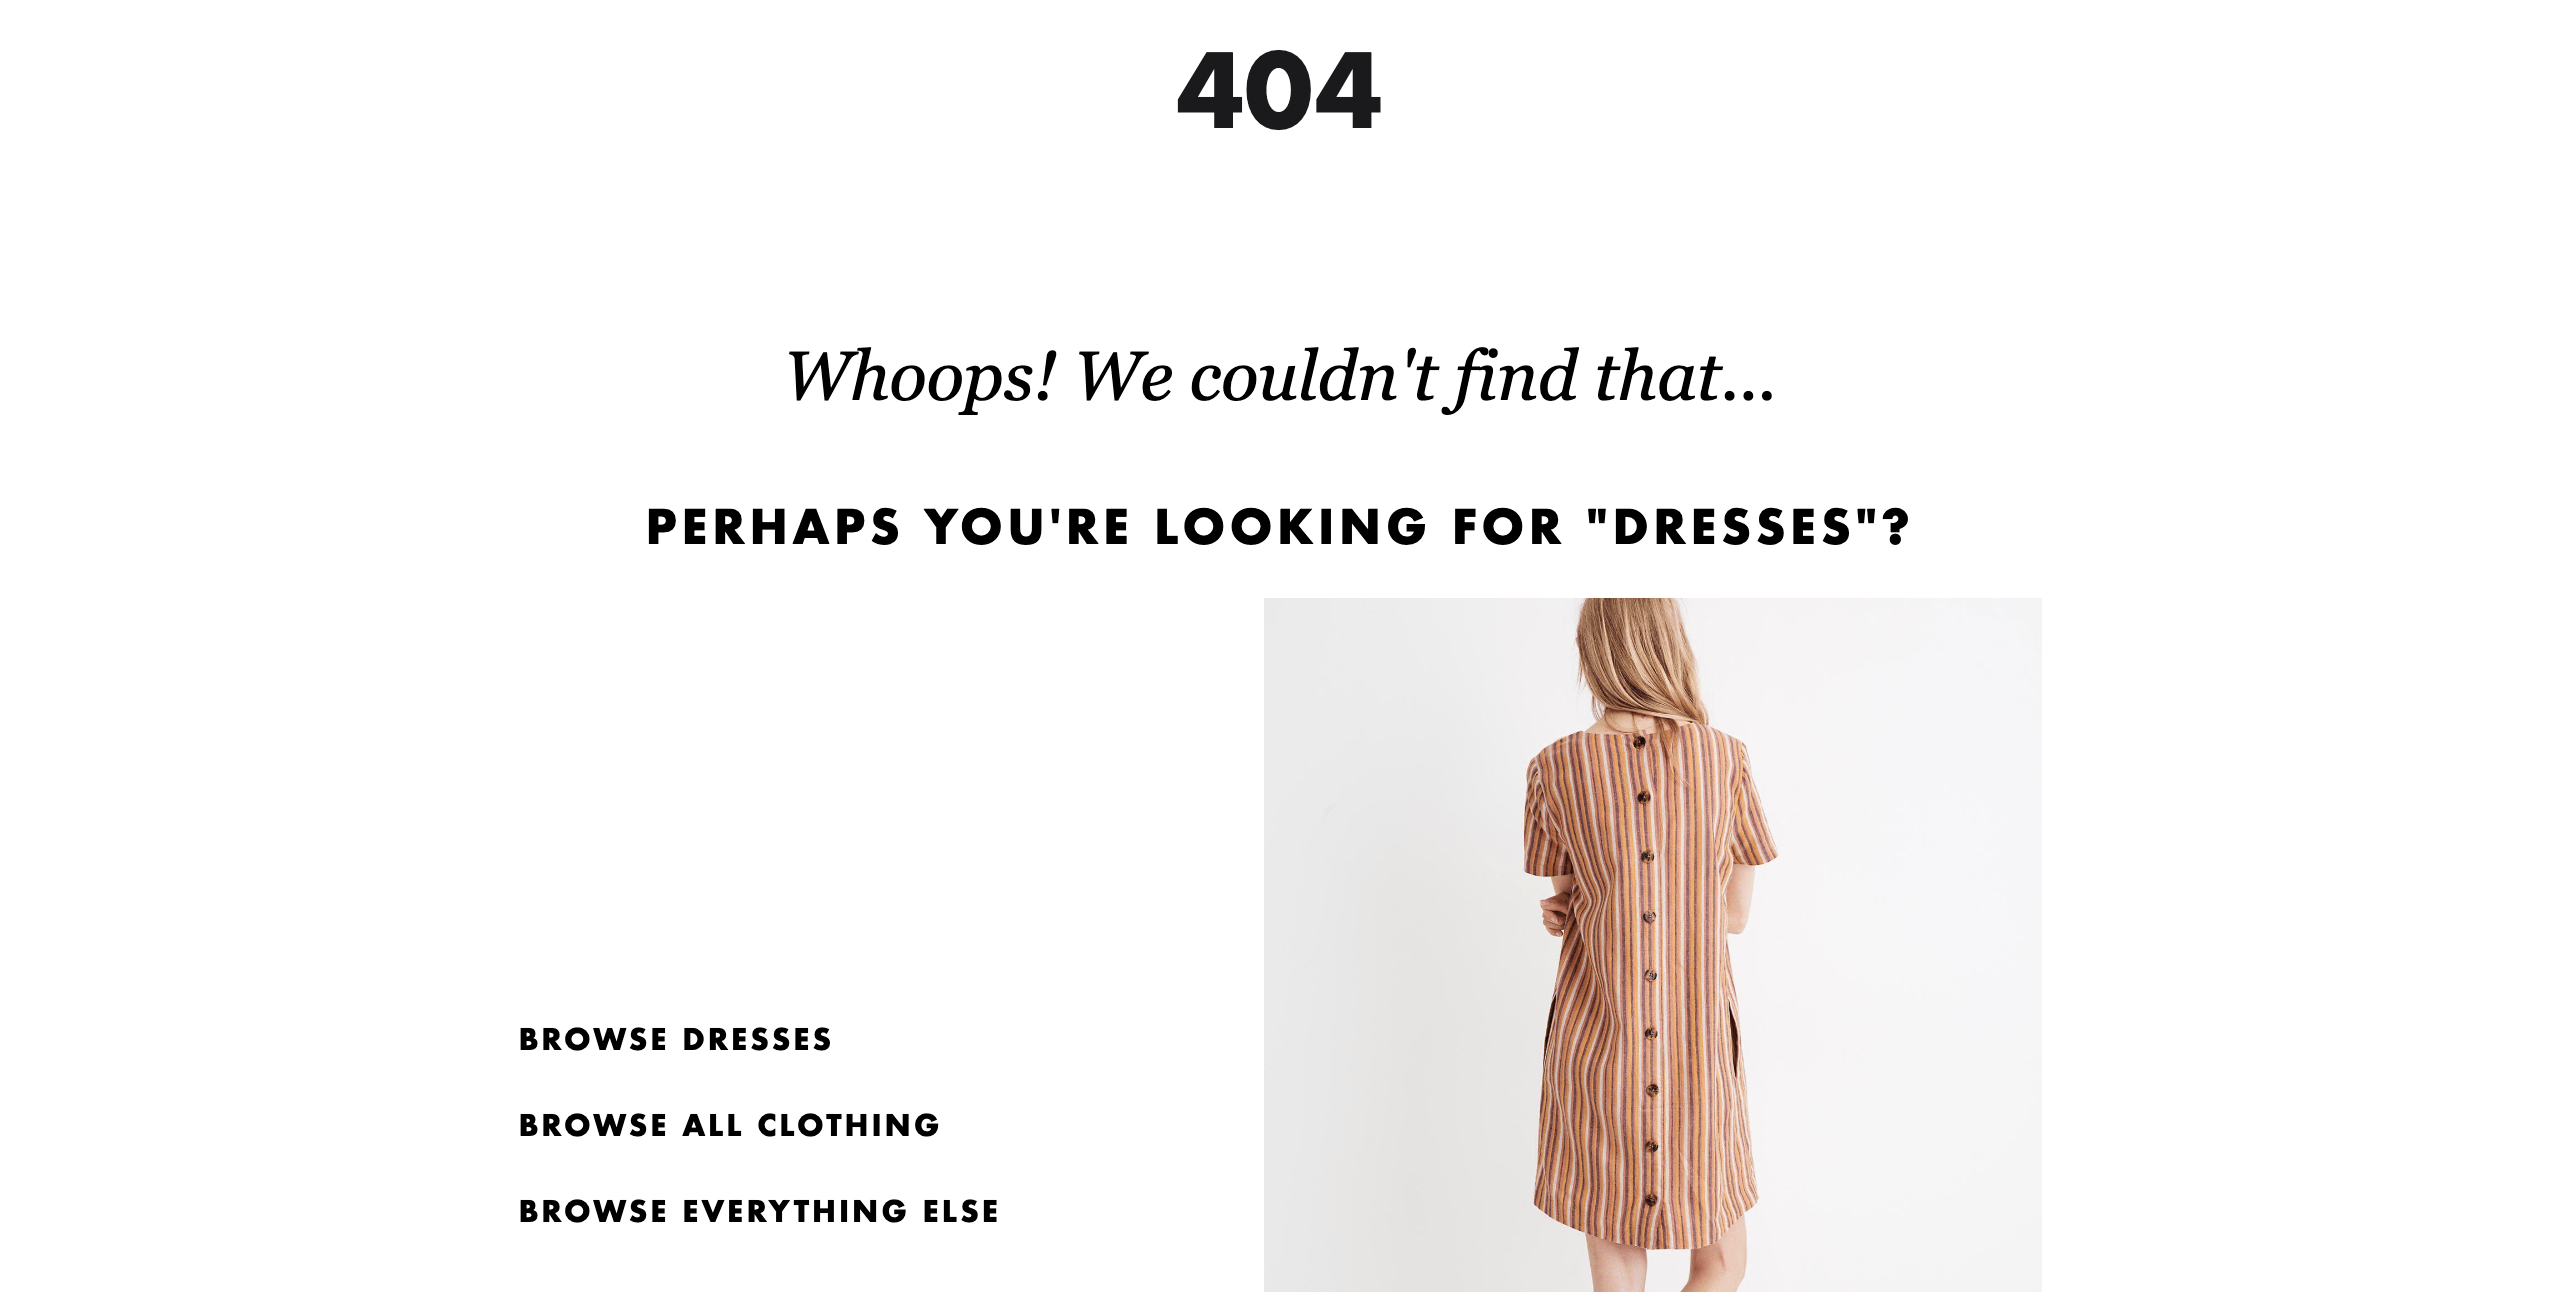 404
Whoops! We couldn't find that...
PERHAPS YOU'RE LOOKING FOR "DRESSES"?
BROWSE DRESSES
BROWSE ALL CLOTHING
BROWSE EVERYTHING ELSE